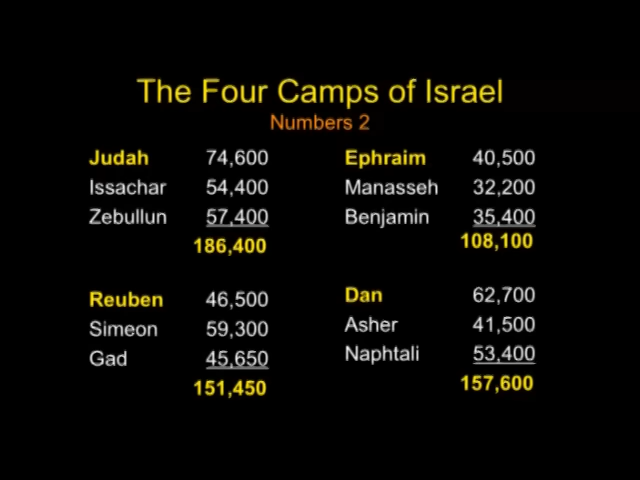 The Four Camps of Israel
Numbers 2
Judah 74,600
Issachar 54,400
Zebullun 57,400
186,400
Ephraim 40,500
Manasseh 32,200
Benjamin 35,400
108,100
Reuben 46,500
Simeon 59,300
Gad 45,650
151,450
Dan 62,700
Asher 41,500
Naphtali 53,400
157,600